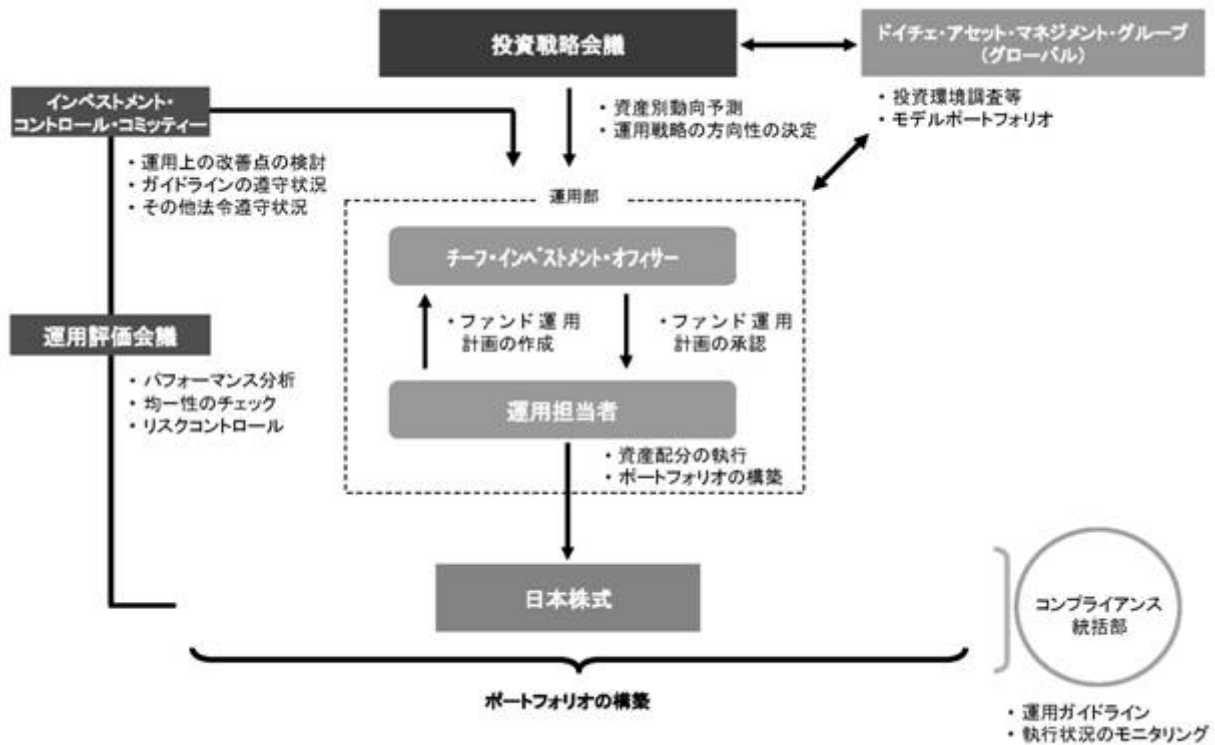 投資戦略会議
ドイチェ・アセット・マネジメント・グループ
(グローバル)
・投資環境調査等
・モデルポートフォリオ
インベストメント・
コントロール・コミッティー
・資産別動向予測
・運用戦略の方向性の決定
・運用上の改善点の検討
・ガイドラインの遵守状況
・その他法令遵守状況
運用部
チーフ・インベストメント・オフィサー
・ファンド運用
計画の作成
・ファンド運用
計画の承認
運用評価会議
・パフォーマンス分析
・均一性のチェック
・リスクコントロール
運用担当者
・資産配分の執行
・ポートフォリオの構築
日本株式
コンプライアンス
統括部
ポートフォリオの構築
・運用ガイドライン
・執行状況のモニタリング